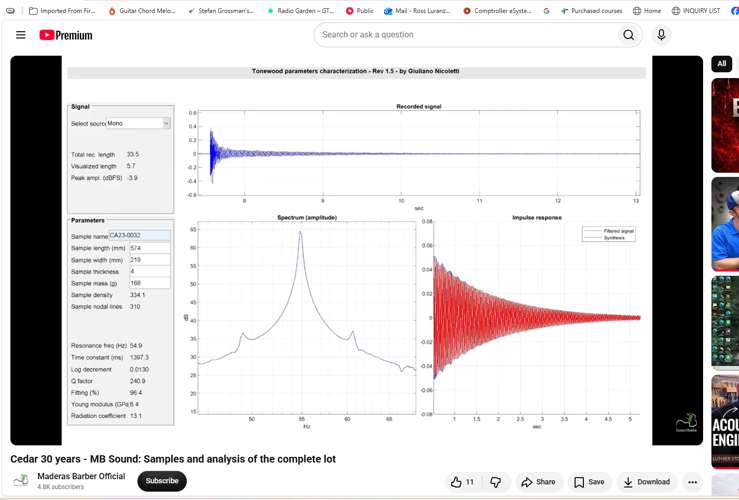 Imported From Fir...
Guitar Chord Melo...
Stefan Grossman's...
Radio Garden – GT...
Public
Mail - Ross Luranz...
Comptroller eSyste...
Purchased courses
Home
INQUIRY LIST
Premium
Search or ask a question
All
Tonewood parameters characterization - Rev 1.5 - by Giuliano Nicoletti
Signal
Select source
Mono
Total rec. length 33.5
Visualized length 5.7
Peak ampl. (dBFS) -3.9
Recorded signal
0.6
0.4
0.2
0
-0.2
-0.4
-0.6
8 9 10 11 12 13
sec
Parameters
Sample name CA23-0032
Sample length (mm) 574
Sample width (mm) 219
Sample thickness 4
Sample mass (g) 168
Sample density 334.1
Sample nodal lines 310
Resonance freq (Hz) 54.9
Time constant (ms) 1397.3
Log decrement 0.0130
Q factor 240.9
Fitting (%) 96.4
Young modulus (GPa) 6.4
Radiation coefficient 13.1
Spectrum (amplitude)
65
60
55
50
45
40
35
30
25
20
15
dB
50 55 60 65
Hz
Impulse response
Filtered signal
Synthesis
0.08
0.06
0.04
0.02
0
-0.02
-0.04
-0.06
-0.08
1 1.5 2 2.5 3 3.5 4 4.5 5
sec
Cedar 30 years - MB Sound: Samples and analysis of the complete lot
Maderas Barber Official
4.8K subscribers
Subscribe
11
Share
Save
Download
ACOU
ENGINE